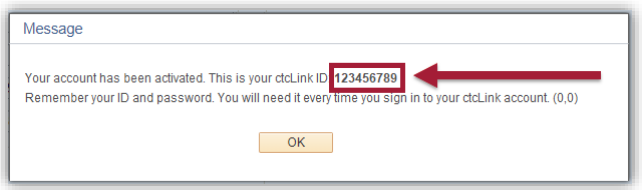 Message
Your account has been activated. This is your ctcLink ID 123456789
Remember your ID and password. You will need it every time you sign in to your ctcLink account. (0,0)
OK